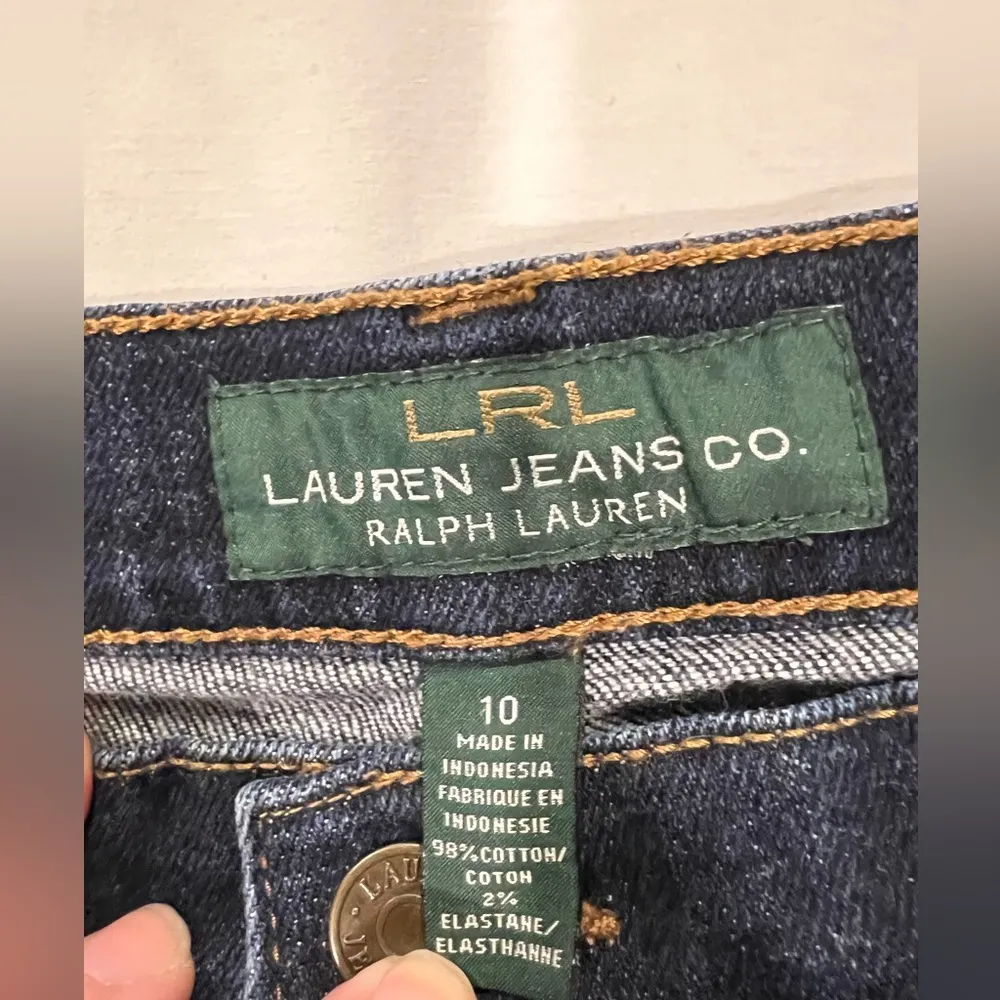 LRL
LAUREN JEANS CO.
RALPH LAUREN
10
MADE IN
INDONESIA
FABRIQUE EN
INDONESIE
98% COTTON/
COTON
2%
ELASTANE/
ELASTHANNE
LAU